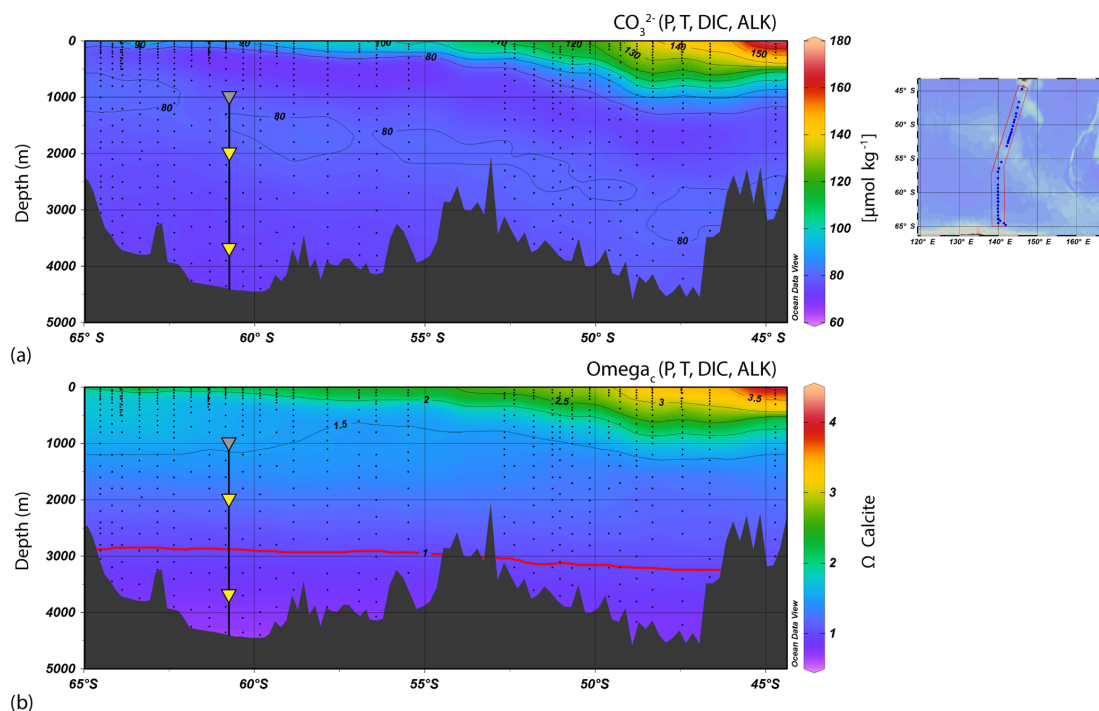 CO₃²⁻ (P, T, DIC, ALK)
90 90 100 110 120 130 140 150
80 80
80
80
80
80
0
1000
2000
3000
4000
5000
Depth (m)
65° S 60° S 55° S 50° S 45° S
Ocean Data View
180
160
140
120
100
80
60
[μmol kg⁻¹]
45° S
50° S
55° S
60° S
65° S
120° E 130° E 140° E 150° E 160° E
(a)
Omega꜀ (P, T, DIC, ALK)
2 2.5 3 3.5
1.5
1
0
1000
2000
3000
4000
5000
Depth (m)
65°S 60°S 55°S 50°S 45°S
Ocean Data View
4
3
2
1
Ω Calcite
(b)